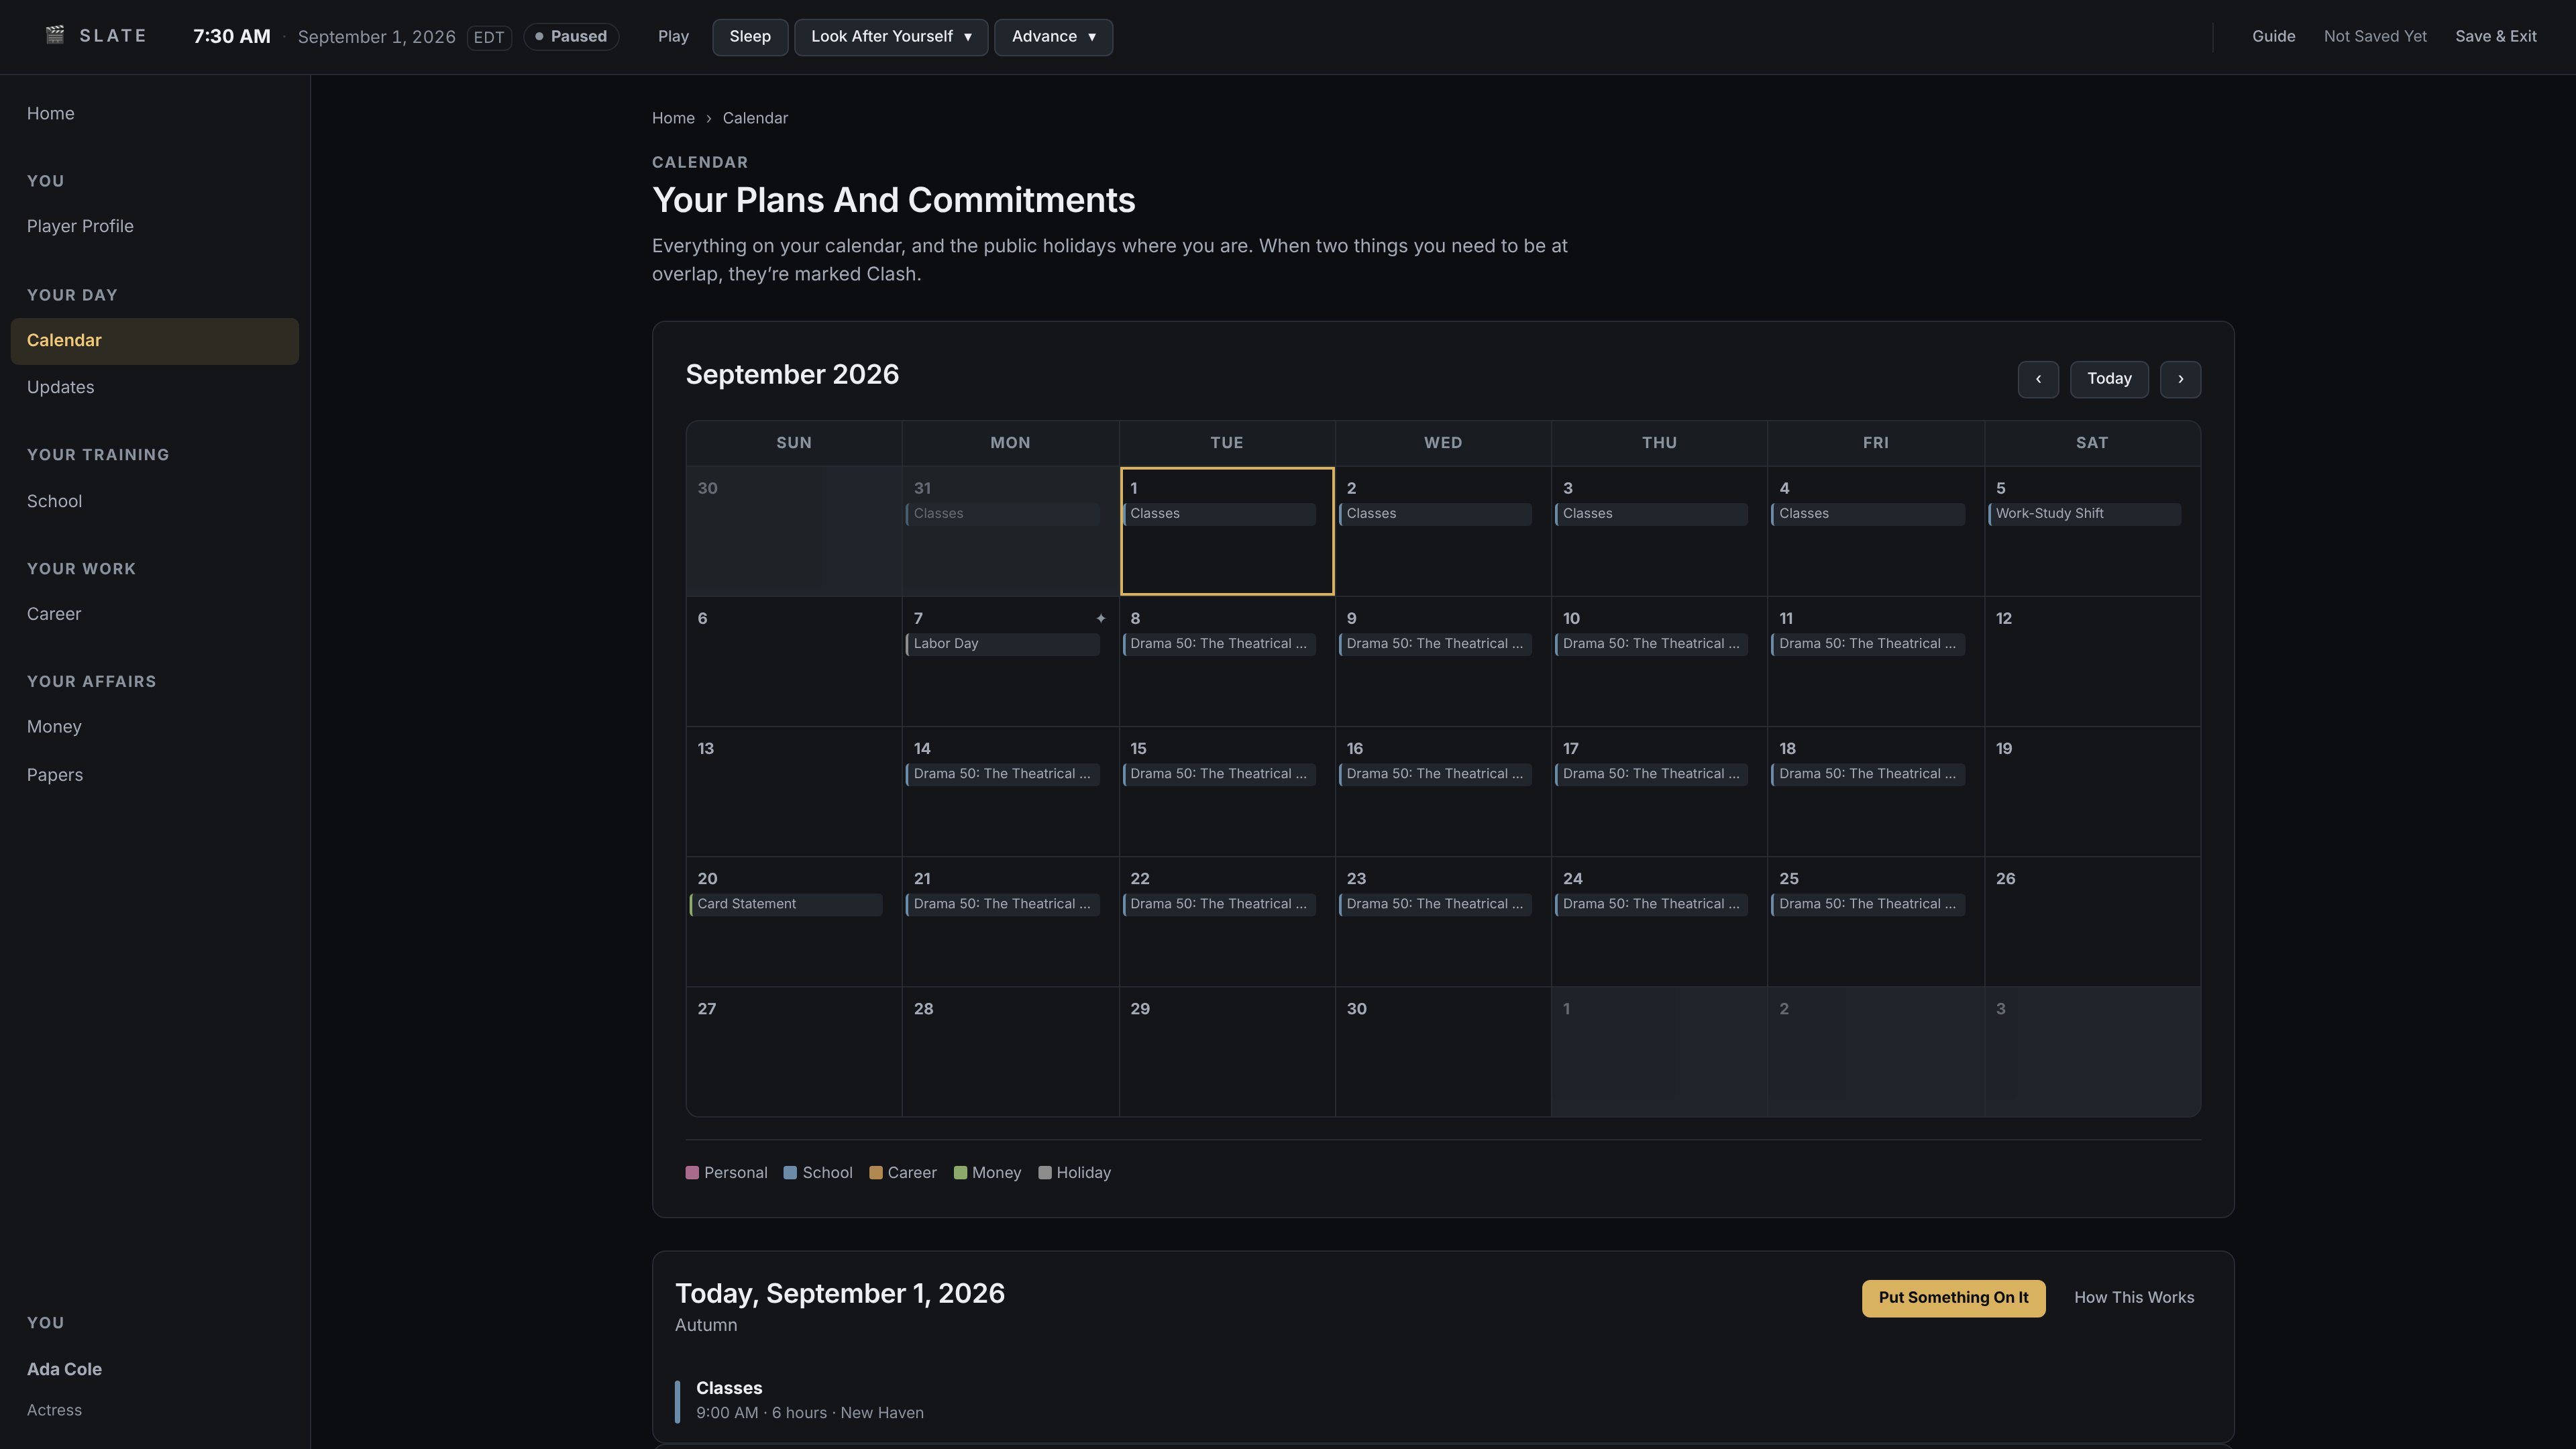 SLATE
7:30 AM · September 1, 2026 EDT Paused
Play
Sleep
Look After Yourself ▾
Advance ▾
Guide
Not Saved Yet
Save & Exit
Home
YOU
Player Profile
YOUR DAY
Calendar
Updates
YOUR TRAINING
School
YOUR WORK
Career
YOUR AFFAIRS
Money
Papers
YOU
Ada Cole
Actress
Home › Calendar
CALENDAR
Your Plans And Commitments
Everything on your calendar, and the public holidays where you are. When two things you need to be at
overlap, they’re marked Clash.
September 2026
‹ Today ›
SUN MON TUE WED THU FRI SAT
30 31 1 2 3 4 5
Classes Classes Classes Classes Classes Work-Study Shift
6 7 ✦ 8 9 10 11 12
Labor Day Drama 50: The Theatrical ... Drama 50: The Theatrical ... Drama 50: The Theatrical ... Drama 50: The Theatrical ...
13 14 15 16 17 18 19
Drama 50: The Theatrical ... Drama 50: The Theatrical ... Drama 50: The Theatrical ... Drama 50: The Theatrical ... Drama 50: The Theatrical ...
20 21 22 23 24 25 26
Card Statement Drama 50: The Theatrical ... Drama 50: The Theatrical ... Drama 50: The Theatrical ... Drama 50: The Theatrical ... Drama 50: The Theatrical ...
27 28 29 30 1 2 3
Personal School Career Money Holiday
Today, September 1, 2026
Autumn
Put Something On It
How This Works
Classes
9:00 AM · 6 hours · New Haven